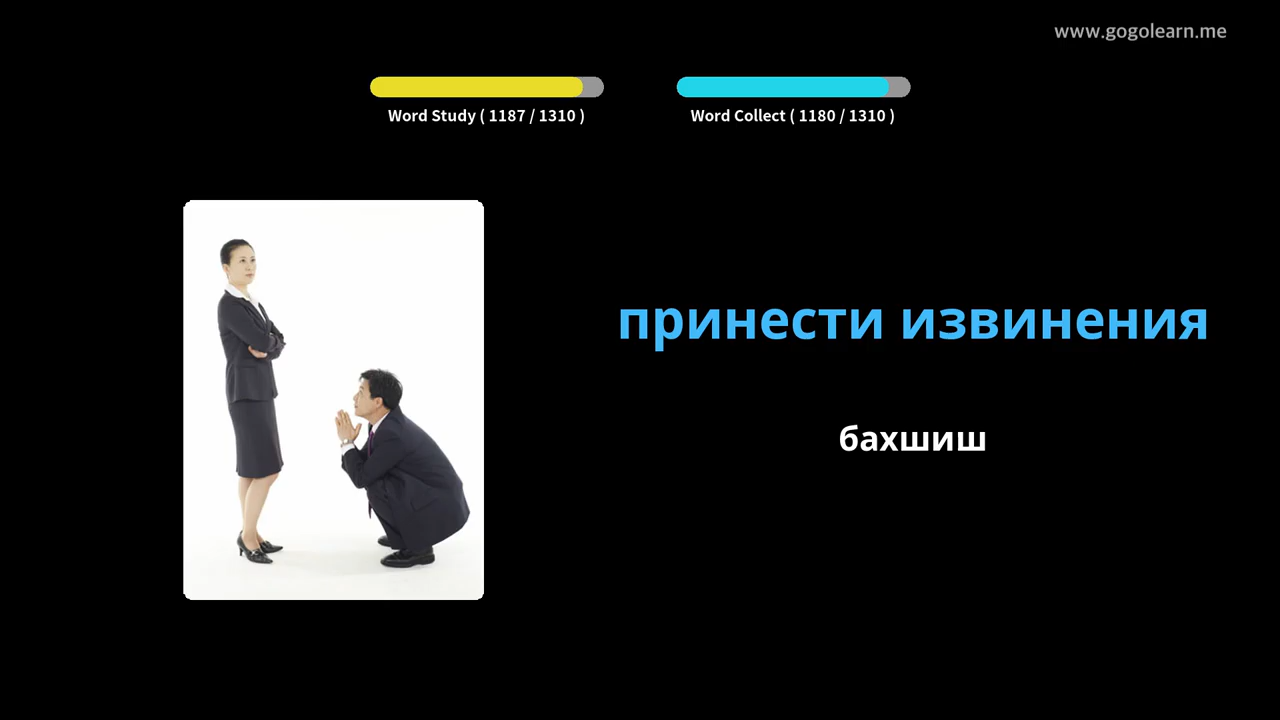 www.gogolearn.me
Word Study ( 1187 / 1310 )
Word Collect ( 1180 / 1310 )
принести извинения
бахшиш